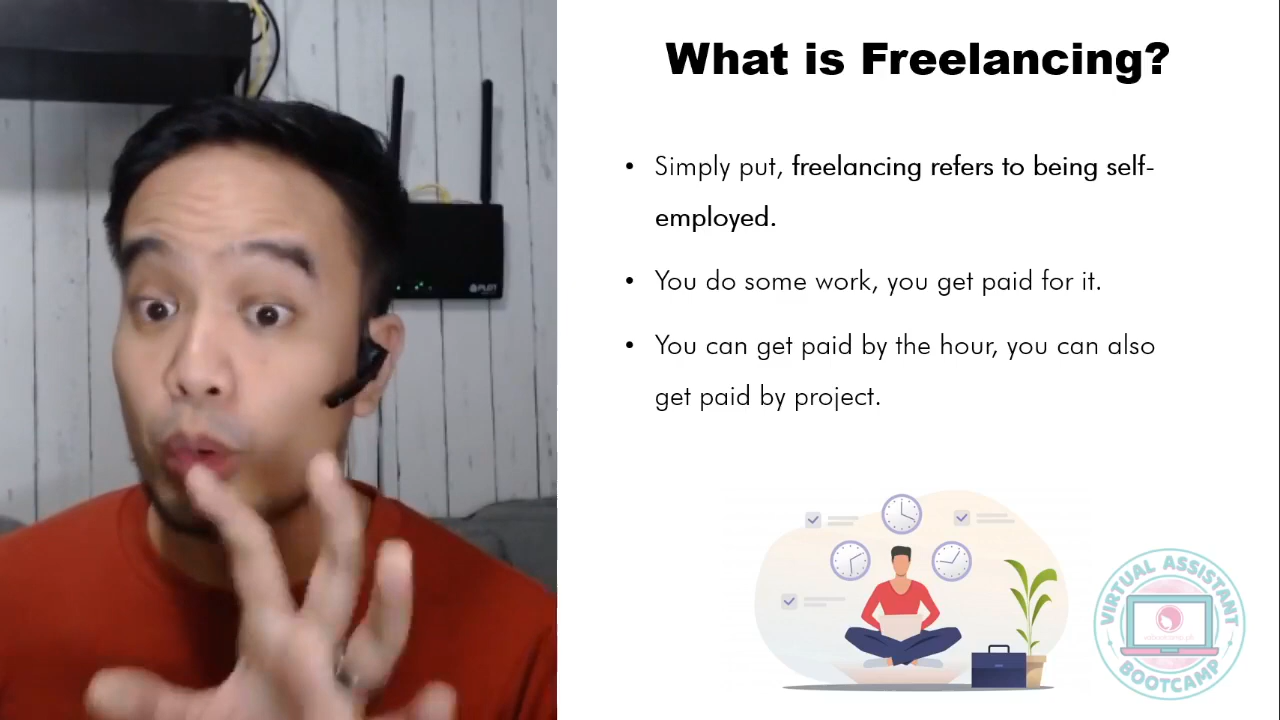 What is Freelancing?
• Simply put, freelancing refers to being self-
employed.
• You do some work, you get paid for it.
• You can get paid by the hour, you can also
get paid by project.
PLDT
VIRTUAL ASSISTANT
BOOTCAMP